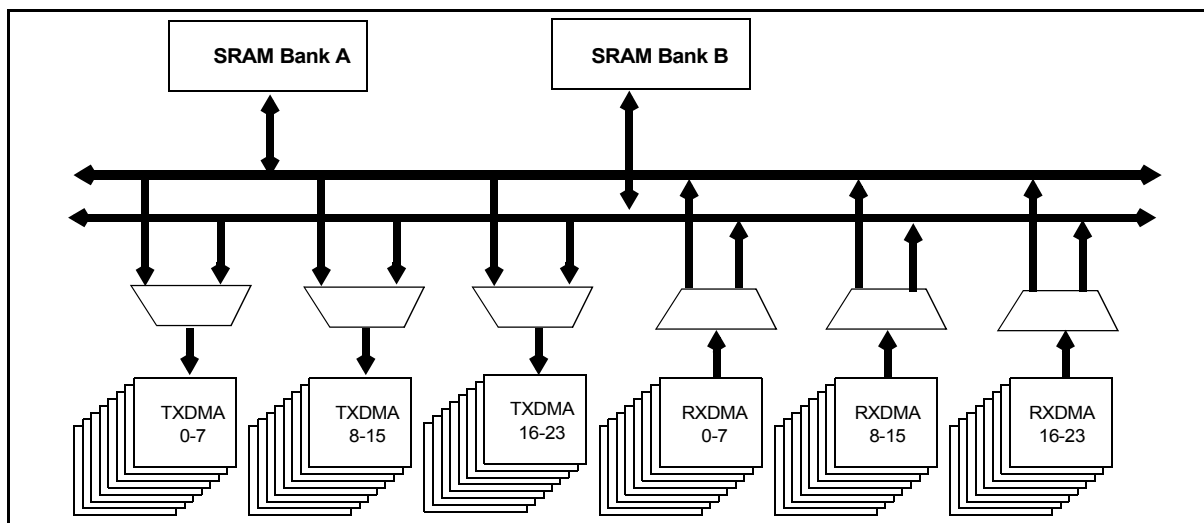 SRAM Bank A
SRAM Bank B
TXDMA
0-7
TXDMA
8-15
TXDMA
16-23
RXDMA
0-7
RXDMA
8-15
RXDMA
16-23